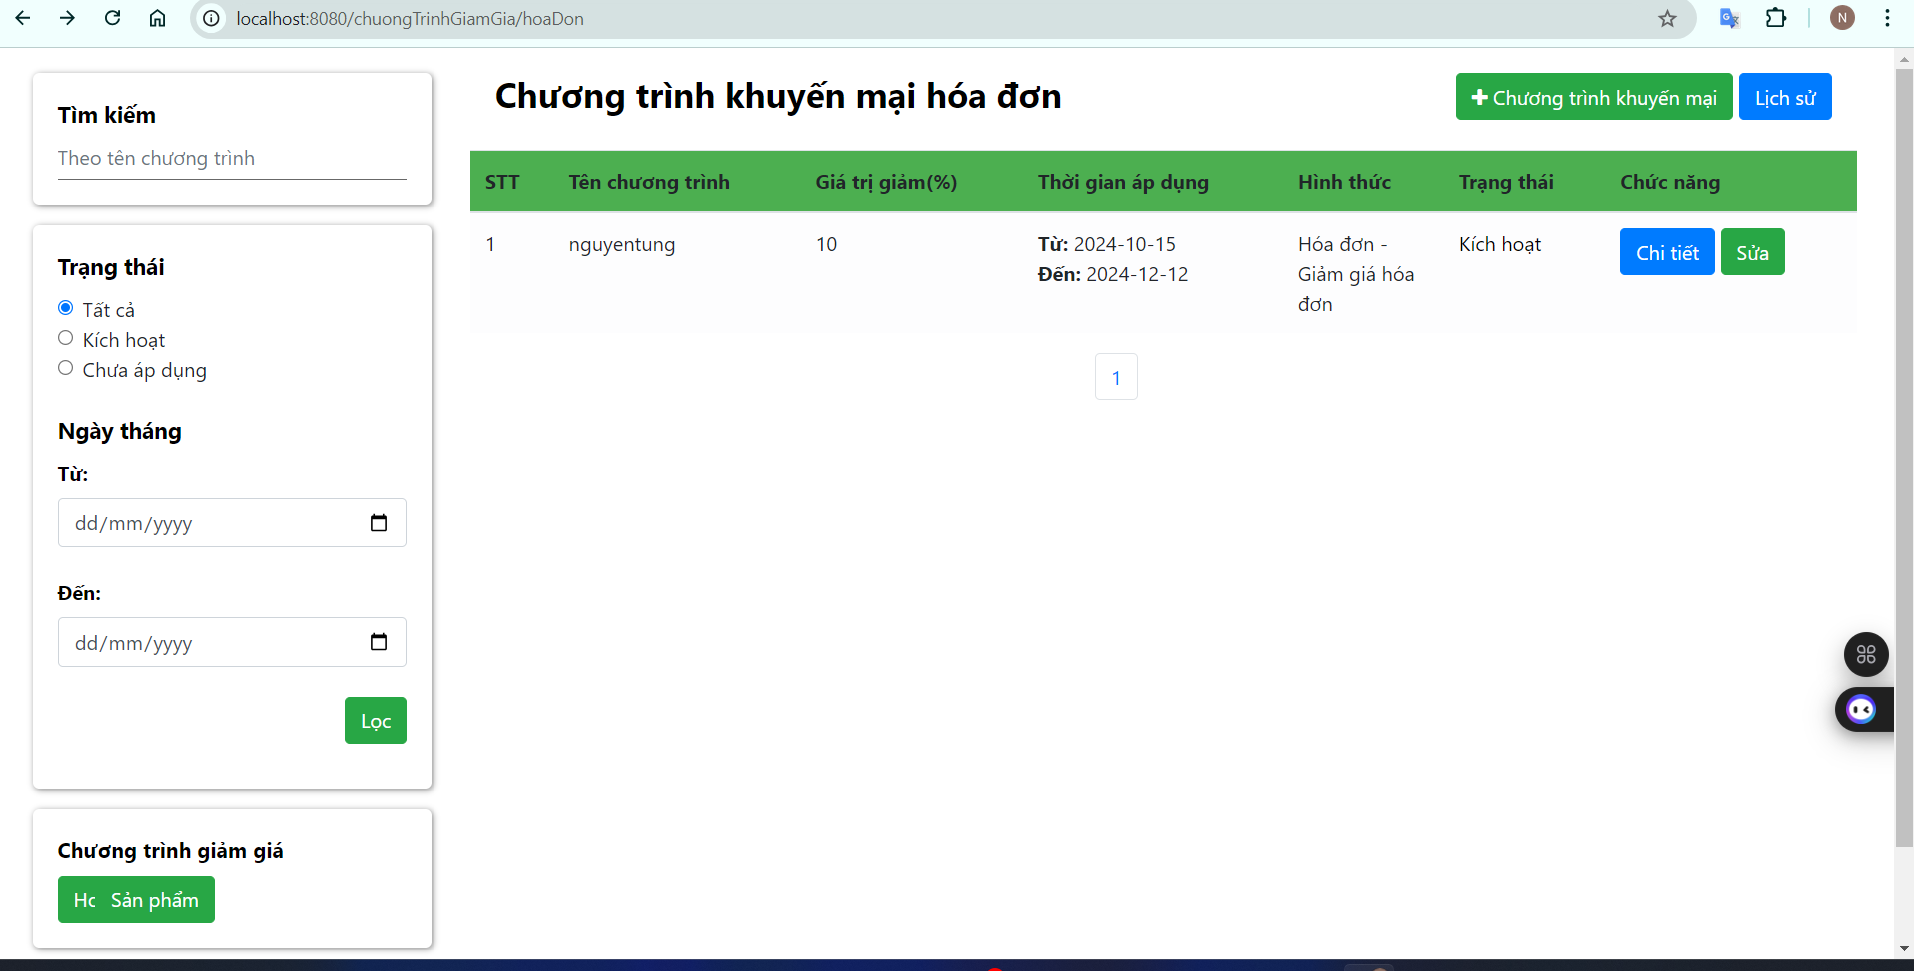 localhost:8080/chuongTrinhGiamGia/hoaDon
N
Tìm kiếm
Theo tên chương trình
Trạng thái
Tất cả
Kích hoạt
Chưa áp dụng
Ngày tháng
Từ:
dd/mm/yyyy
Đến:
dd/mm/yyyy
Lọc
Chương trình giảm giá
Sản phẩm
Chương trình khuyến mại hóa đơn
Chương trình khuyến mại
Lịch sử
STT Tên chương trình Giá trị giảm(%) Thời gian áp dụng Hình thức Trạng thái Chức năng
1 nguyentung 10 Từ: 2024-10-15 Hóa đơn - Kích hoạt Chi tiết Sửa
Đến: 2024-12-12 Giảm giá hóa
đơn
1